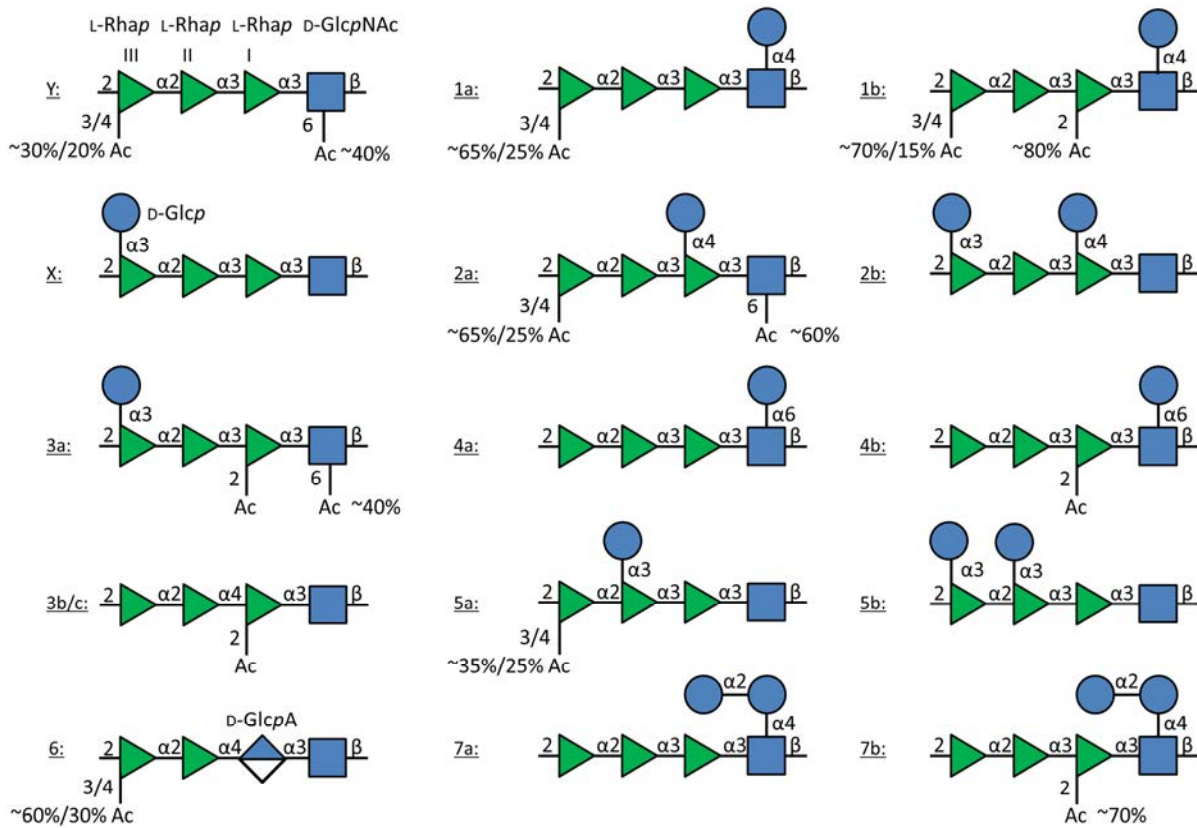 L-Rhap L-Rhap L-Rhap D-GlcpNAc
III II I
Y: 2 α2 α3 α3 β
3/4 6
~30%/20% Ac Ac ~40%
α4
1a: 2 α2 α3 α3 β
3/4
~65%/25% Ac
α4
1b: 2 α2 α3 α3 β
3/4 2
~70%/15% Ac ~80% Ac
D-Glcp
α3
X: 2 α2 α3 α3 β
α4
2a: 2 α2 α3 α3 β
3/4 6
~65%/25% Ac Ac ~60%
α3 α4
2b: 2 α2 α3 α3 β
α3
3a: 2 α2 α3 α3 β
2 6
Ac Ac ~40%
α6
4a: 2 α2 α3 α3 β
α6
4b: 2 α2 α3 α3 β
2
Ac
3b/c: 2 α2 α4 α3 β
2
Ac
α3
5a: 2 α2 α3 α3 β
3/4
~35%/25% Ac
α3 α3
5b: 2 α2 α3 α3 β
D-GlcpA
6: 2 α2 α4 α3 β
3/4
~60%/30% Ac
α2
α4
7a: 2 α2 α3 α3 β
α2
α4
7b: 2 α2 α3 α3 β
2
Ac ~70%